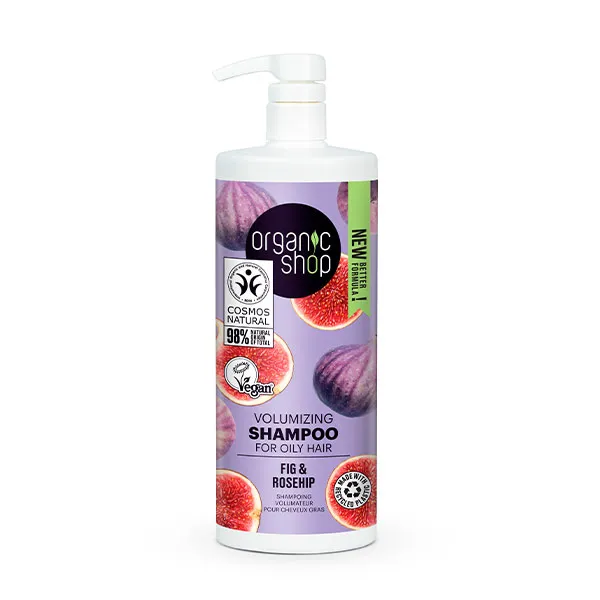 organic
shop
NEW
BETTER
FORMULA
!
COSMOS
NATURAL
98% NATURAL
ORIGIN
OF TOTAL
Vegan
VOLUMIZING
SHAMPOO
FOR OILY HAIR
FIG &
ROSEHIP
SHAMPOING
VOLUMATEUR
POUR CHEVEUX GRAS
MADE WITH
RECYCLED PLASTIC